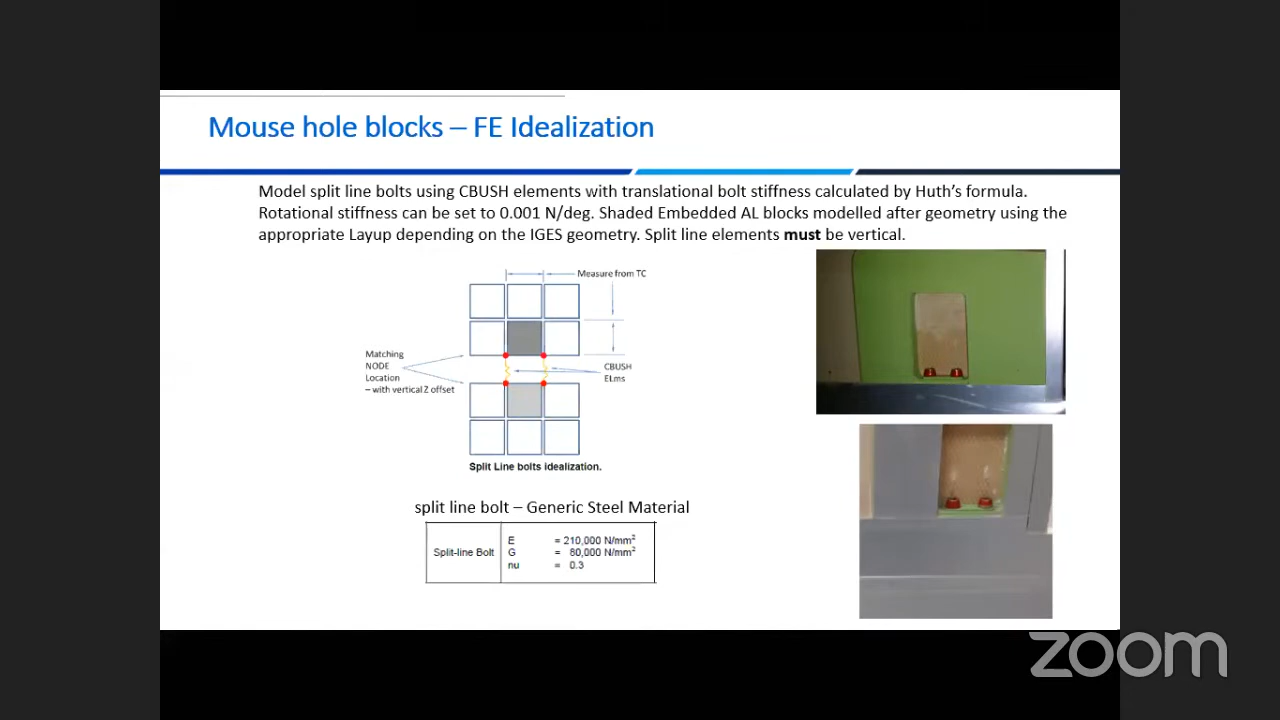 Mouse hole blocks – FE Idealization
Model split line bolts using CBUSH elements with translational bolt stiffness calculated by Huth's formula.
Rotational stiffness can be set to 0.001 N/deg. Shaded Embedded AL blocks modelled after geometry using the
appropriate Layup depending on the IGES geometry. Split line elements must be vertical.
Measure from TC
Matching
NODE
Location
– with vertical Z offset
CBUSH
ELms
Split Line bolts idealization.
split line bolt – Generic Steel Material
Split-line Bolt
E = 210,000 N/mm²
G = 80,000 N/mm²
nu = 0.3
zoom